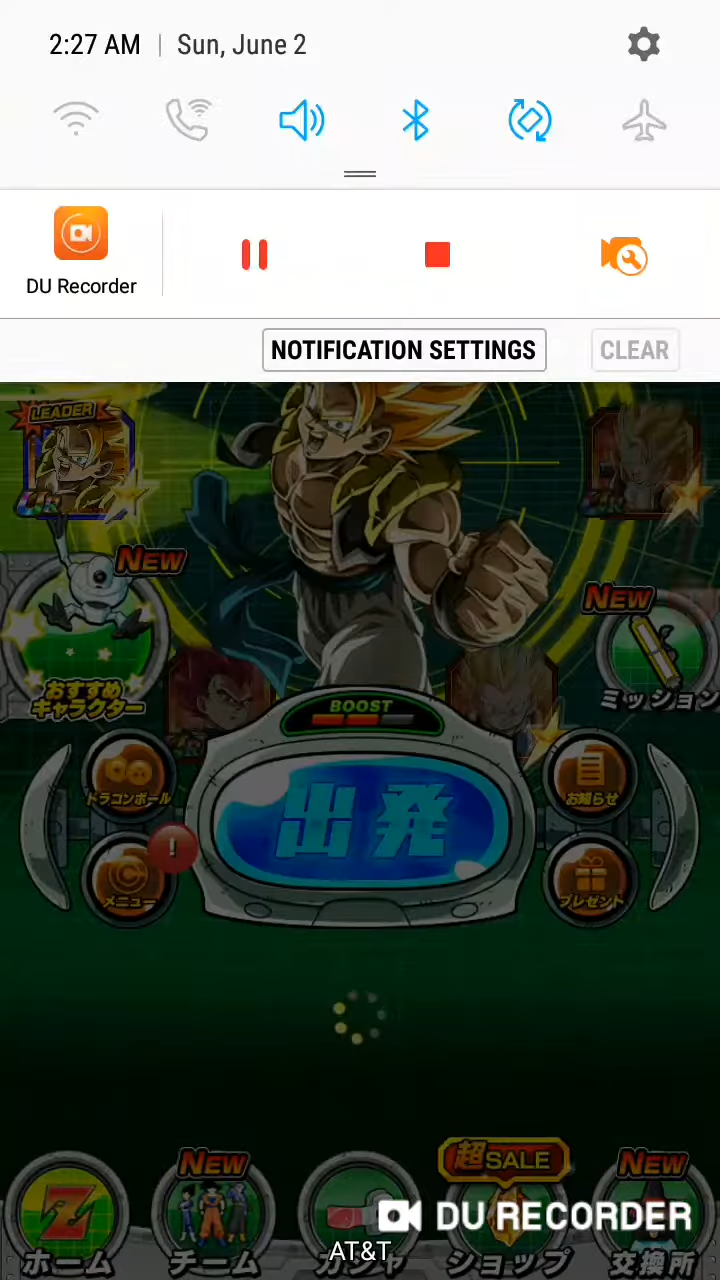 2:27 AM | Sun, June 2
DU Recorder
NOTIFICATION SETTINGS
CLEAR
LEADER
UR
UR
NEW
NEW
おすすめ
キャラクター
ミッション
BOOST
ドラゴンボール
出発
お知らせ
!
メニュー
プレゼント
NEW
超SALE
NEW
Z
DU RECORDER
ホーム
チーム
ガシャ
ショップ
交換所
AT&T